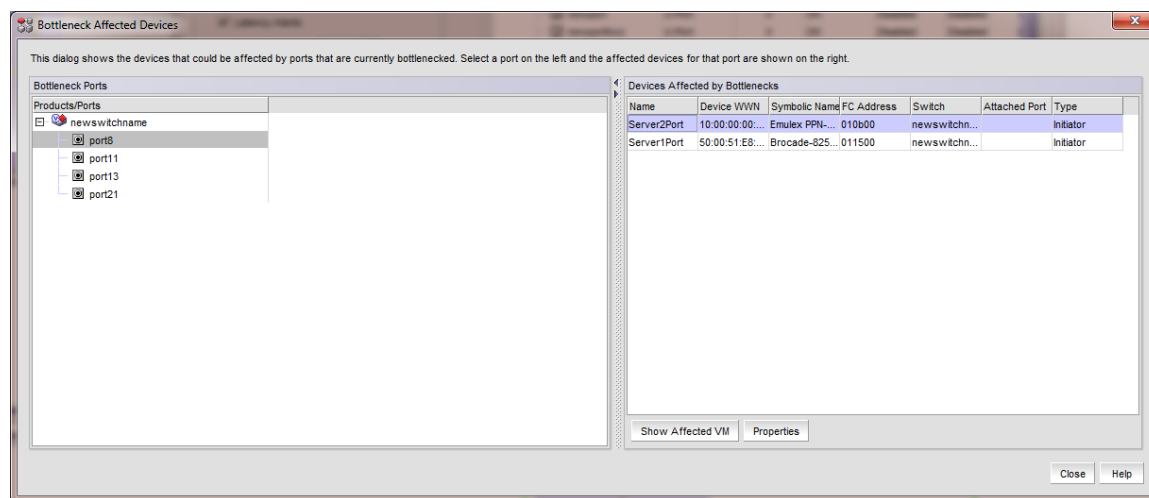 Bottleneck Affected Devices
This dialog shows the devices that could be affected by ports that are currently bottlenecked. Select a port on the left and the affected devices for that port are shown on the right.
Bottleneck Ports
Products/Ports
newswitchname
port8
port11
port13
port21
Devices Affected by Bottlenecks
Name Device WWN Symbolic Name FC Address Switch Attached Port Type
Server2Port 10:00:00:00:... Emulex PPN-... 010b00 newswitchn... Initiator
Server1Port 50:00:51:E8:... Brocade-825... 011500 newswitchn... Initiator
Show Affected VM Properties
Close Help